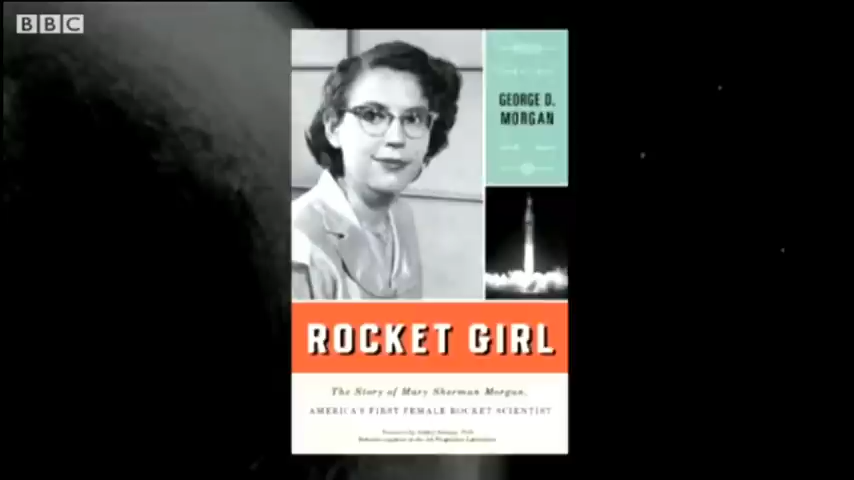 BBC
GEORGE D.
MORGAN
ROCKET GIRL
The Story of Mary Sherman Morgan,
AMERICA'S FIRST FEMALE ROCKET SCIENTIST